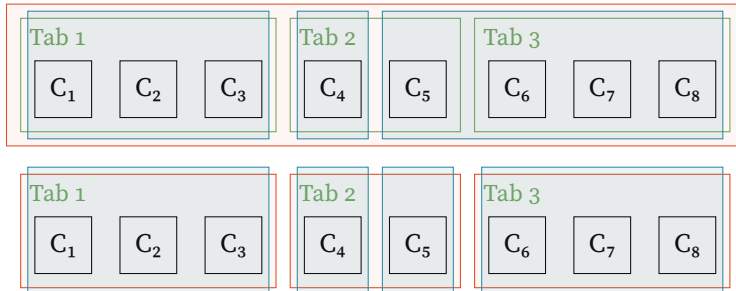 Tab 1 Tab 2 Tab 3
C₁ C₂ C₃ C₄ C₅ C₆ C₇ C₈
Tab 1 Tab 2 Tab 3
C₁ C₂ C₃ C₄ C₅ C₆ C₇ C₈